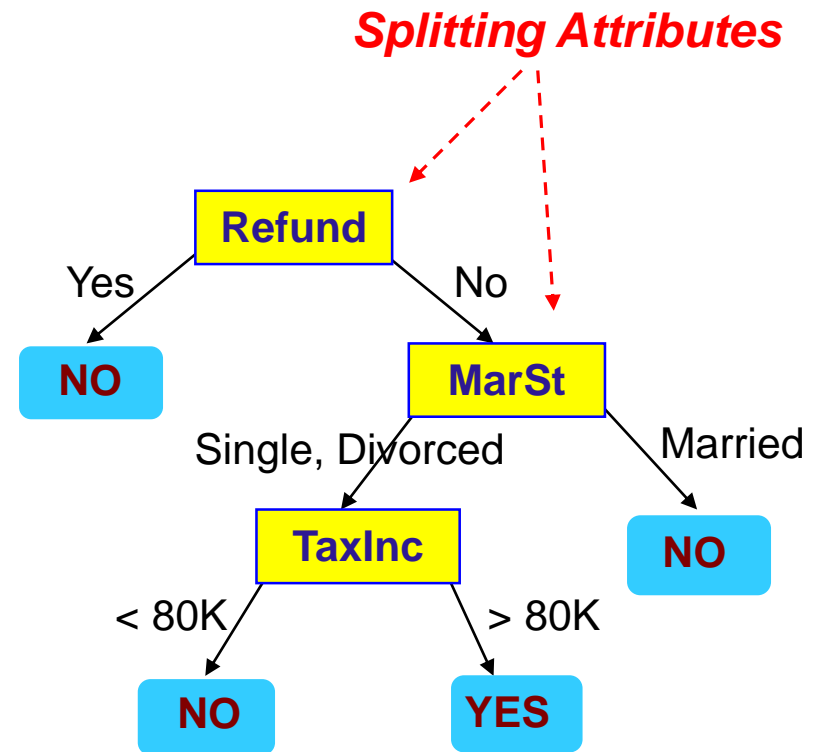 Splitting Attributes
Refund
Yes
No
NO
MarSt
Single, Divorced
Married
TaxInc
NO
< 80K
> 80K
NO
YES